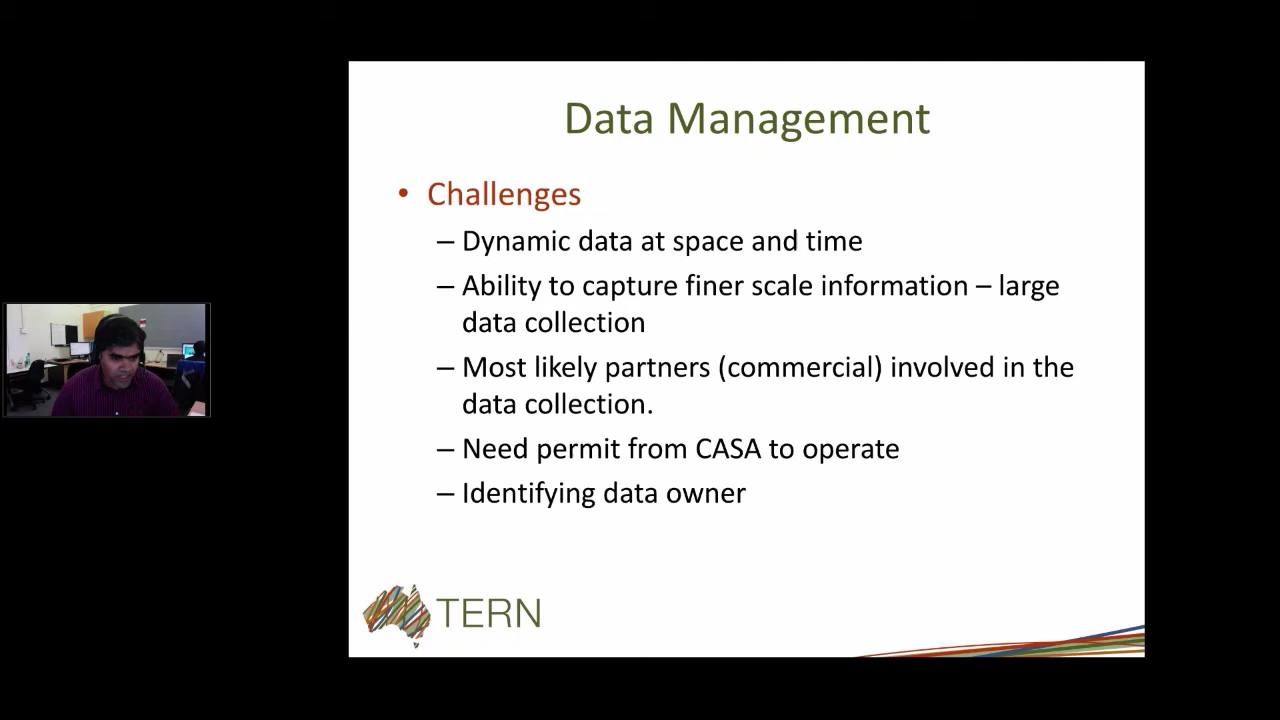 Data Management
• Challenges
– Dynamic data at space and time
– Ability to capture finer scale information – large
data collection
– Most likely partners (commercial) involved in the
data collection.
– Need permit from CASA to operate
– Identifying data owner
TERN